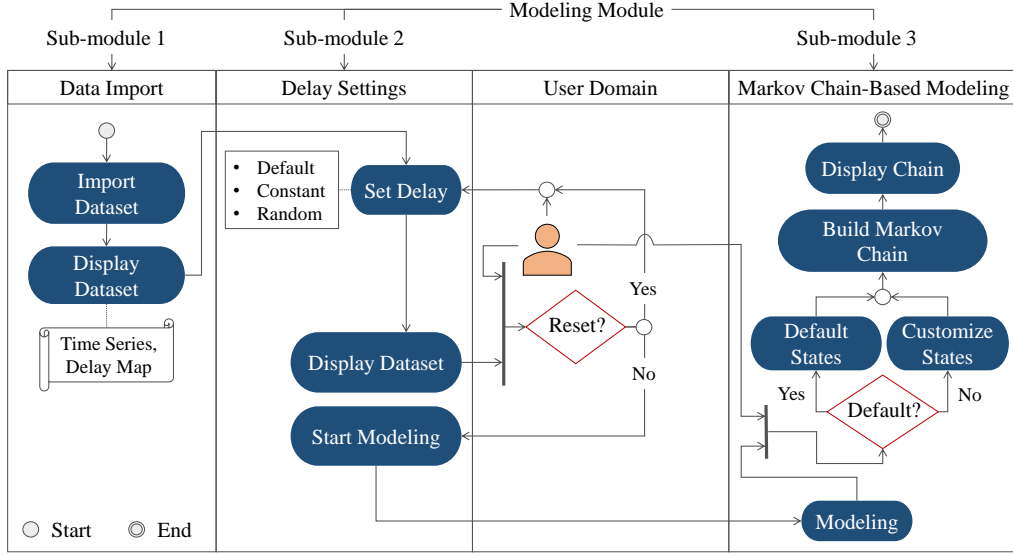 Modeling Module
Sub-module 1
Sub-module 2
Sub-module 3
Data Import
Delay Settings
User Domain
Markov Chain-Based Modeling
Import
Dataset
Display
Dataset
Time Series,
Delay Map
Start
End
• Default
• Constant
• Random
Set Delay
Display Dataset
Start Modeling
Reset?
Yes
No
Display Chain
Build Markov
Chain
Default
States
Customize
States
Yes
No
Default?
Modeling